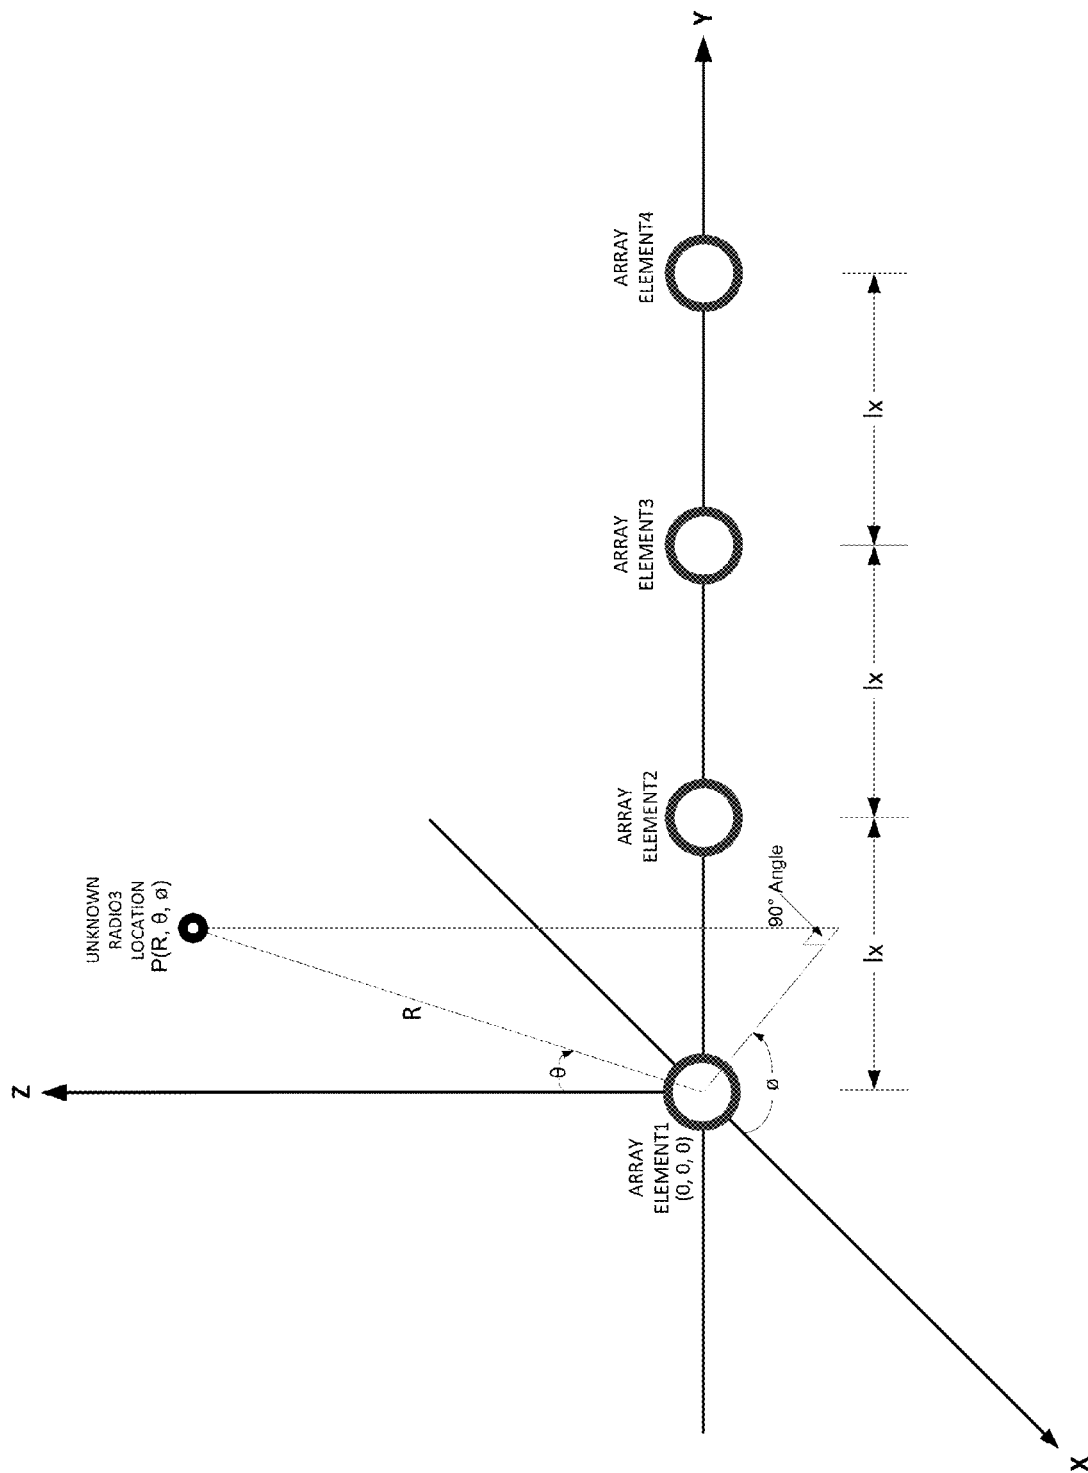 Z
Y
X
UNKNOWN
RADIO3
LOCATION
P(R, θ, ø)
R
θ
ø
90° Angle
ARRAY
ELEMENT1
(0, 0, 0)
ARRAY
ELEMENT2
ARRAY
ELEMENT3
ARRAY
ELEMENT4
lx
lx
lx